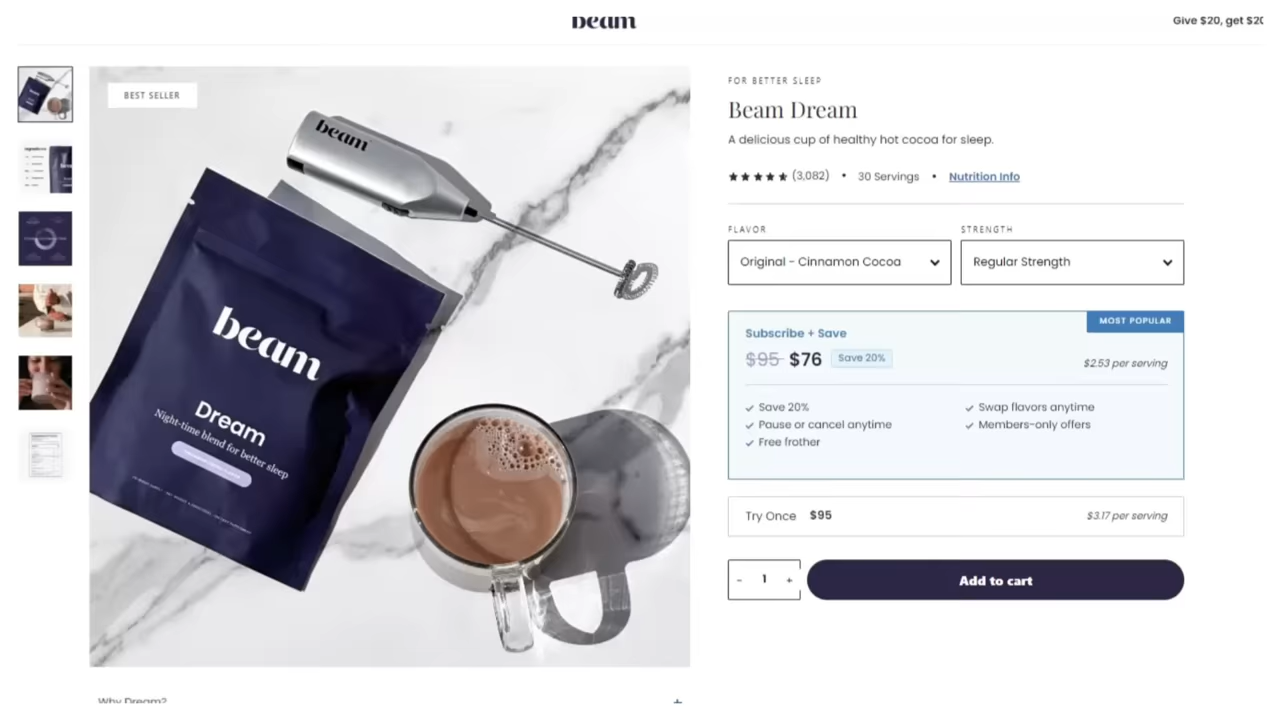 beam
Give $20, get $20
BEST SELLER
beam
beam
Dream
Night-time blend for better sleep
FOR BETTER SLEEP
Beam Dream
A delicious cup of healthy hot cocoa for sleep.
(3,082) • 30 Servings • Nutrition Info
FLAVOR
STRENGTH
Original - Cinnamon Cocoa
Regular Strength
MOST POPULAR
Subscribe + Save
$95 $76 Save 20%
$2.53 per serving
✓ Save 20%
✓ Pause or cancel anytime
✓ Free frother
✓ Swap flavors anytime
✓ Members-only offers
Try Once $95
$3.17 per serving
- 1 +
Add to cart
Why Dream? +